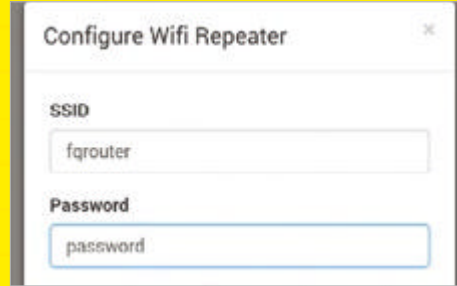 Configure Wifi Repeater ×
SSID
fqrouter
Password
password